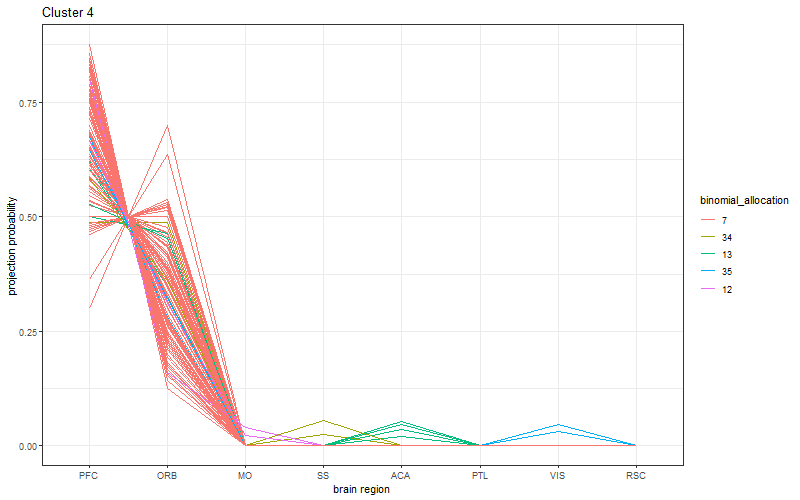 Cluster 4
projection probability
0.75
0.50
0.25
0.00
PFC ORB MO SS ACA PTL VIS RSC
brain region
binomial_allocation
7
34
13
35
12